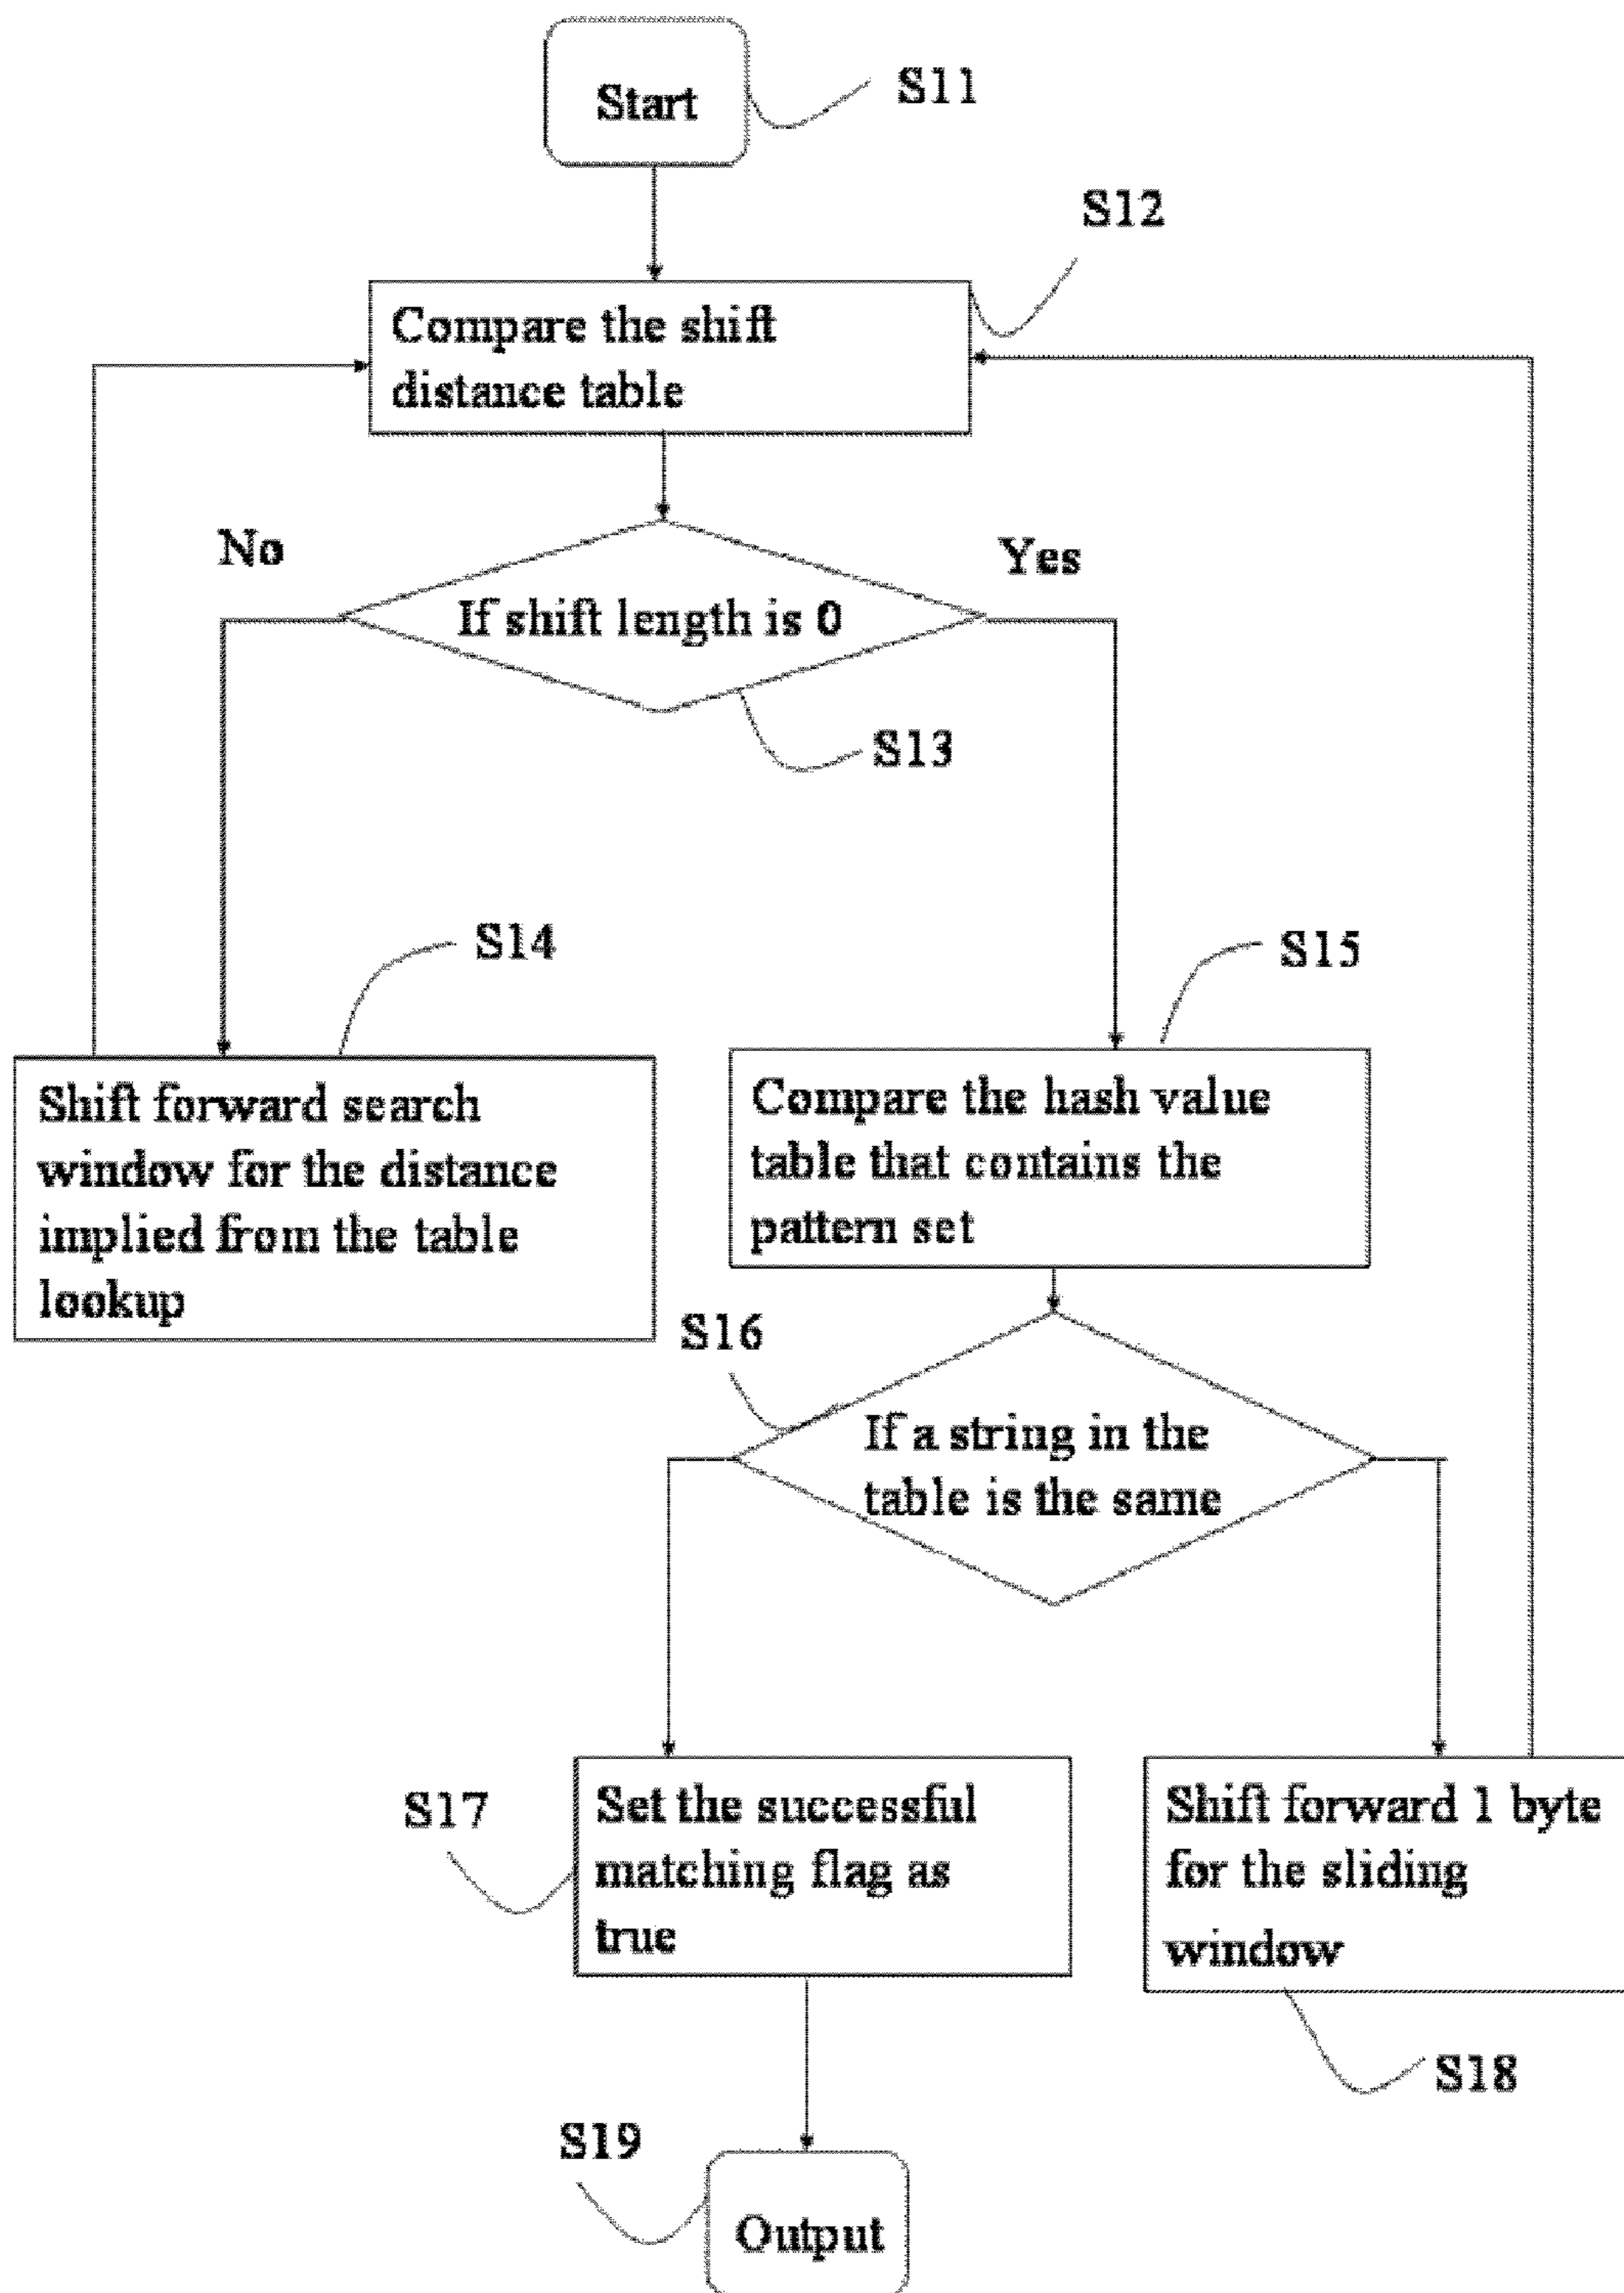 Start
S11
S12
Compare the shift
distance table
No
Yes
If shift length is 0
S13
S14
S15
Shift forward search
window for the distance
implied from the table
lookup
Compare the hash value
table that contains the
pattern set
S16
If a string in the
table is the same
S17
Set the successful
matching flag as
true
Shift forward 1 byte
for the sliding
window
S18
S19
Output